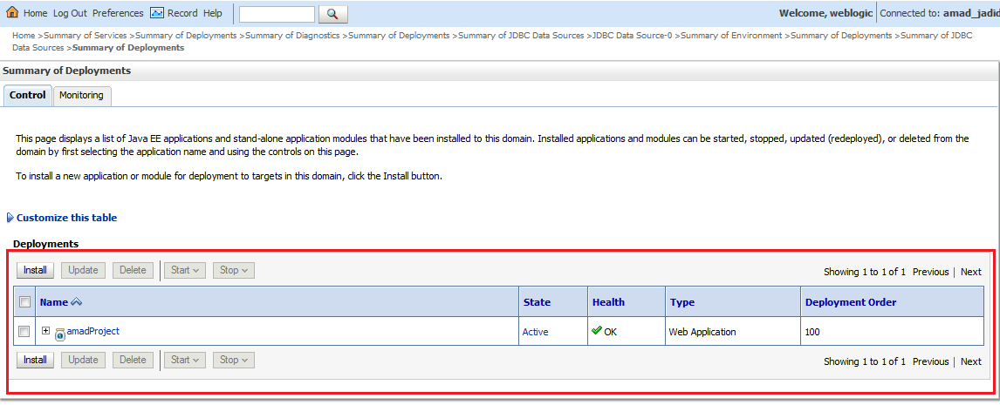 Home Log Out Preferences Record Help Welcome, weblogic Connected to: amad_jadid
Home >Summary of Services >Summary of Deployments >Summary of Diagnostics >Summary of Deployments >Summary of JDBC Data Sources >JDBC Data Source-0 >Summary of Environment >Summary of Deployments >Summary of JDBC
Data Sources >Summary of Deployments
Summary of Deployments
Control Monitoring
This page displays a list of Java EE applications and stand-alone application modules that have been installed to this domain. Installed applications and modules can be started, stopped, updated (redeployed), or deleted from the
domain by first selecting the application name and using the controls on this page.
To install a new application or module for deployment to targets in this domain, click the Install button.
Customize this table
Deployments
Install Update Delete Start Stop Showing 1 to 1 of 1 Previous | Next
Name State Health Type Deployment Order
amadProject Active OK Web Application 100
Install Update Delete Start Stop Showing 1 to 1 of 1 Previous | Next